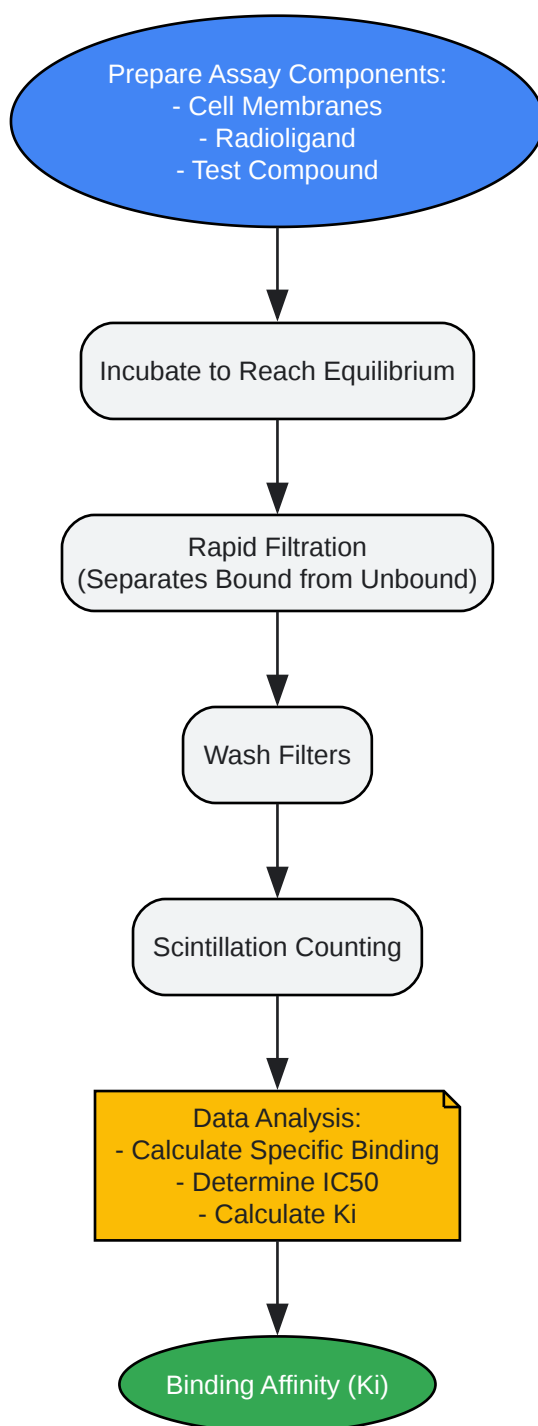 Prepare Assay Components:
- Cell Membranes
- Radioligand
- Test Compound
Incubate to Reach Equilibrium
Rapid Filtration
(Separates Bound from Unbound)
Wash Filters
Scintillation Counting
Data Analysis:
- Calculate Specific Binding
- Determine IC50
- Calculate Ki
Binding Affinity (Ki)